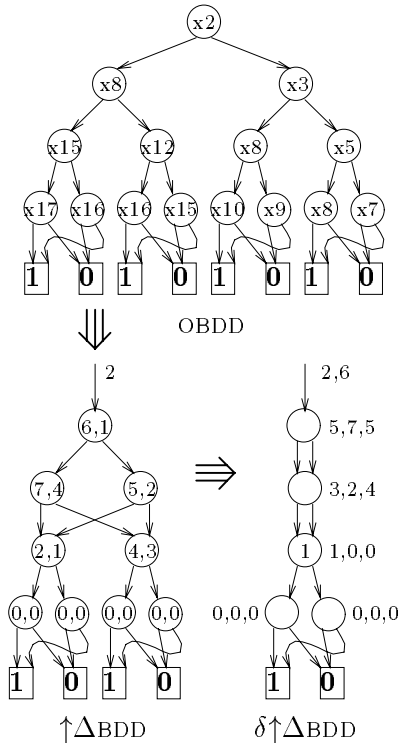 x2
x8 x3
x15 x12 x8 x5
x17 x16 x16 x15 x10 x9 x8 x7
1 0 1 0 1 0 1 0
OBDD
2 2,6
6,1 5,7,5
7,4 5,2 3,2,4
2,1 4,3 1 1,0,0
0,0 0,0 0,0 0,0 0,0,0 0,0,0
1 0 1 0 1 0
↑ΔBDD δ↑ΔBDD